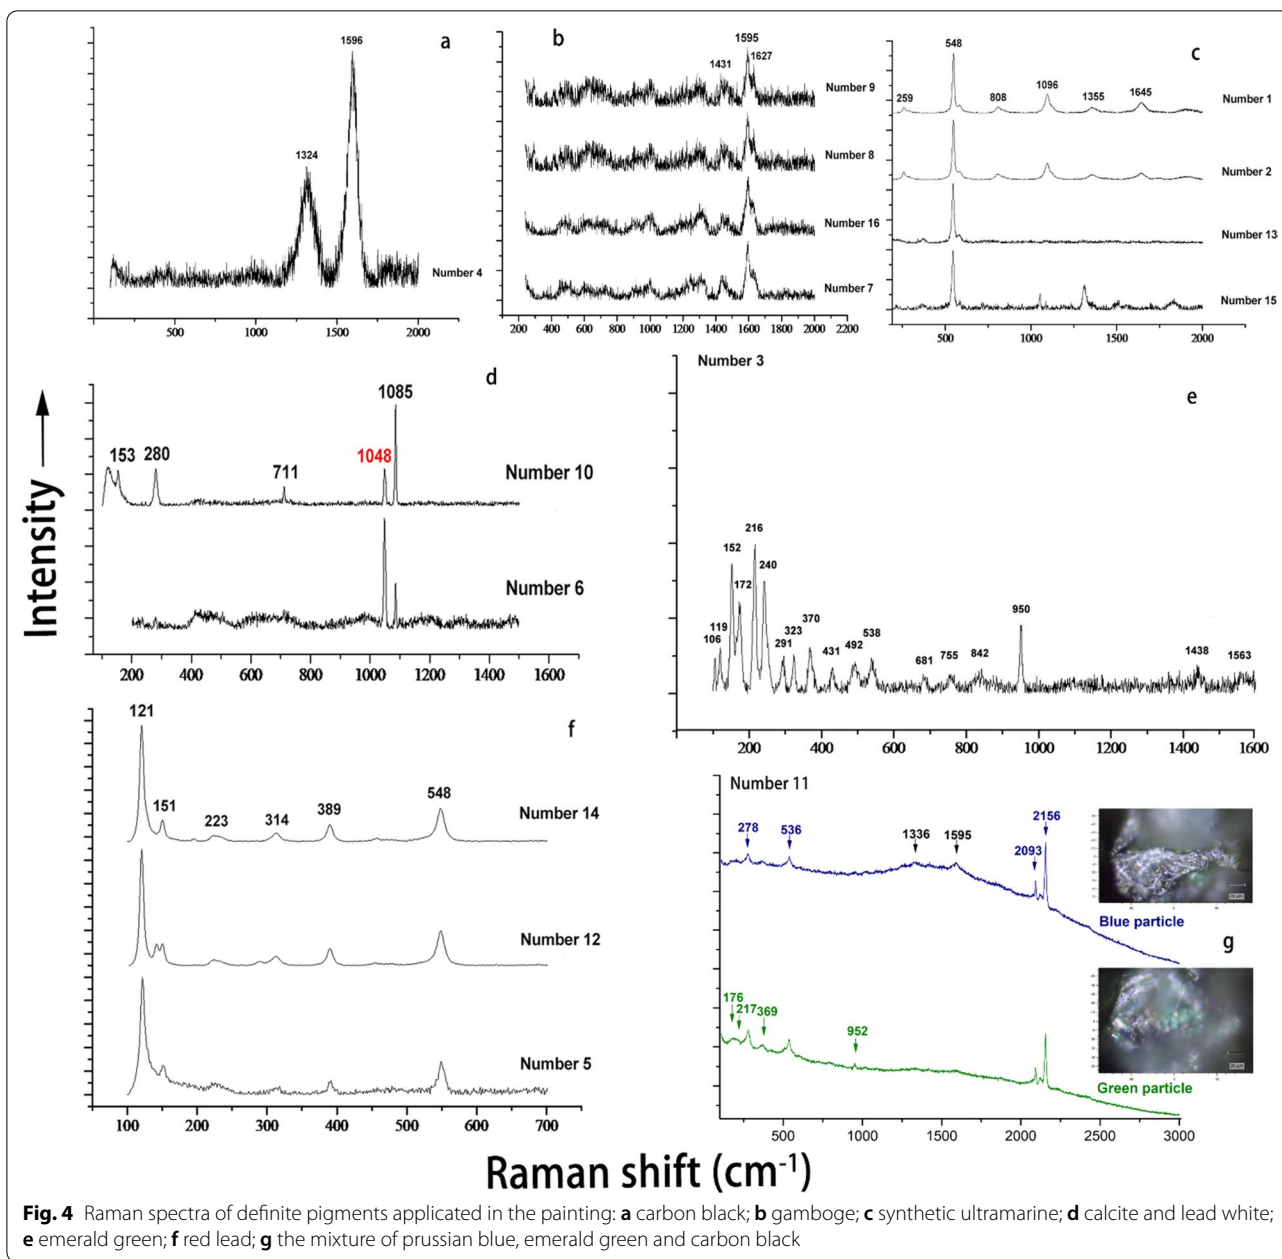 a
1596
1324
Number 4
500
1000
1500
2000
b
1595
1627
1431
Number 9
Number 8
Number 16
Number 7
200 400 600 800 1000 1200 1400 1600 1800 2000 2200
c
548
259
808
1096
1355
1645
Number 1
Number 2
Number 13
Number 15
500
1000
1500
2000
Intensity
d
153
280
711
1048
1085
Number 10
Number 6
200 400 600 800 1000 1200 1400 1600
Number 3
e
106
119
152
172
216
240
291
323
370
431
492
538
681
755
842
950
1438
1563
200 400 600 800 1000 1200 1400 1600
f
121
151
223
314
389
548
Number 14
Number 12
Number 5
100 200 300 400 500 600 700
Number 11
278
536
1336
1595
2093
2156
Blue particle
g
176
217
369
952
Green particle
500 1000 1500 2000 2500 3000
Raman shift (cm-1)
Fig. 4 Raman spectra of definite pigments applicated in the painting: a carbon black; b gamboge; c synthetic ultramarine; d calcite and lead white;
e emerald green; f red lead; g the mixture of prussian blue, emerald green and carbon black